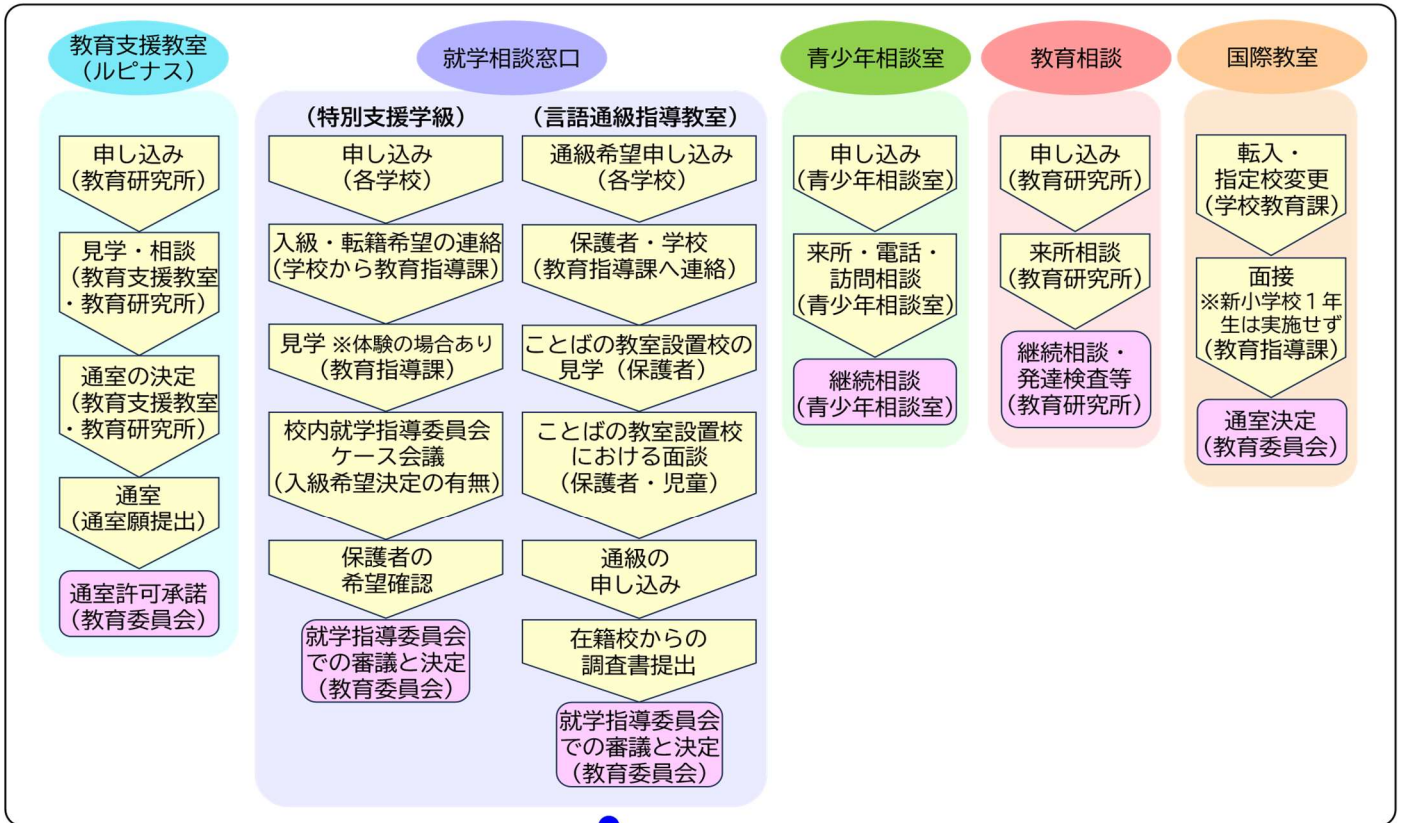 教育支援教室
（ルピナス）
申し込み
（教育研究所）
見学・相談
（教育支援教室
・教育研究所）
通室の決定
（教育支援教室
・教育研究所）
通室
（通室願提出）
通室許可承諾
（教育委員会）
就学相談窓口
（特別支援学級）
申し込み
（各学校）
入級・転籍希望の連絡
（学校から教育指導課）
見学 ※体験の場合あり
（教育指導課）
校内就学指導委員会
ケース会議
（入級希望決定の有無）
保護者の
希望確認
就学指導委員会
での審議と決定
（教育委員会）
（言語通級指導教室）
通級希望申し込み
（各学校）
保護者・学校
（教育指導課へ連絡）
ことばの教室設置校の
見学（保護者）
ことばの教室設置校
における面談
（保護者・児童）
通級の
申し込み
在籍校からの
調査書提出
就学指導委員会
での審議と決定
（教育委員会）
青少年相談室
申し込み
（青少年相談室）
来所・電話・
訪問相談
（青少年相談室）
継続相談
（青少年相談室）
教育相談
申し込み
（教育研究所）
来所相談
（教育研究所）
継続相談・
発達検査等
（教育研究所）
国際教室
転入・
指定校変更
（学校教育課）
面接
※新小学校１年
生は実施せず
（教育指導課）
通室決定
（教育委員会）